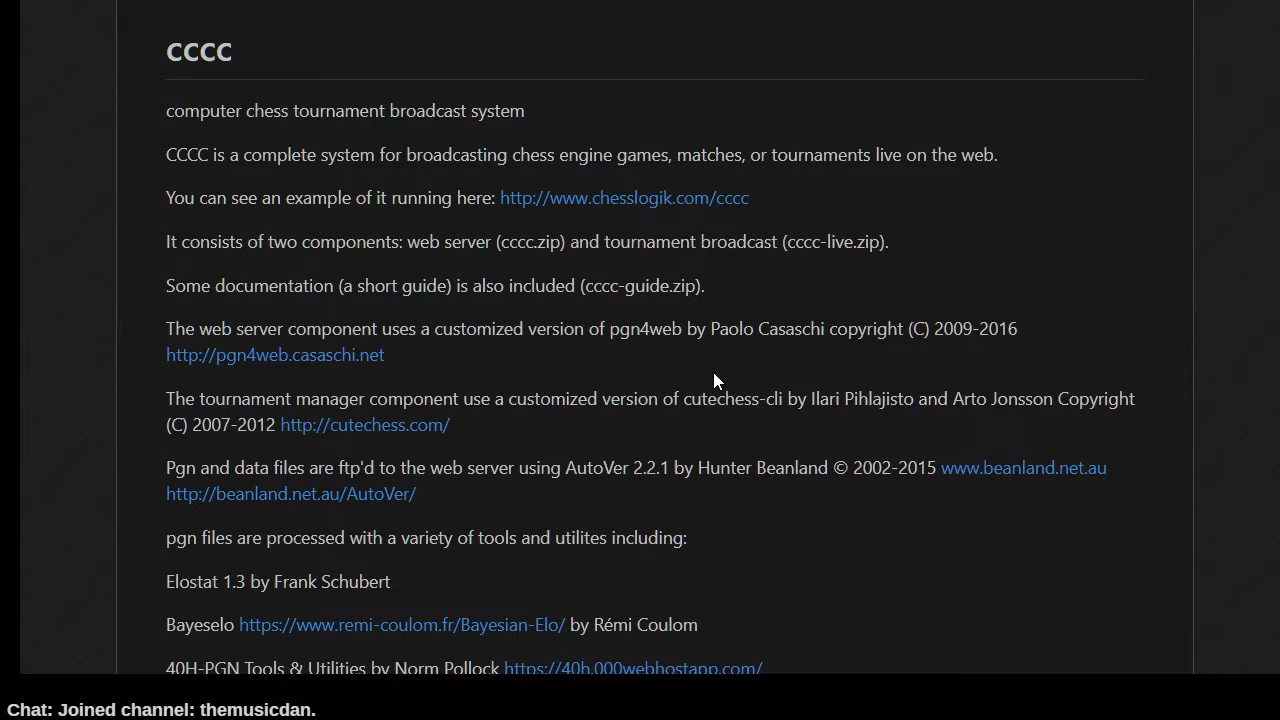 CCCC
computer chess tournament broadcast system
CCCC is a complete system for broadcasting chess engine games, matches, or tournaments live on the web.
You can see an example of it running here: http://www.chesslogik.com/cccc
It consists of two components: web server (cccc.zip) and tournament broadcast (cccc-live.zip).
Some documentation (a short guide) is also included (cccc-guide.zip).
The web server component uses a customized version of pgn4web by Paolo Casaschi copyright (C) 2009-2016
http://pgn4web.casaschi.net
The tournament manager component use a customized version of cutechess-cli by Ilari Pihlajisto and Arto Jonsson Copyright
(C) 2007-2012 http://cutechess.com/
Pgn and data files are ftp'd to the web server using AutoVer 2.2.1 by Hunter Beanland © 2002-2015 www.beanland.net.au
http://beanland.net.au/AutoVer/
pgn files are processed with a variety of tools and utilites including:
Elostat 1.3 by Frank Schubert
Bayeselo https://www.remi-coulom.fr/Bayesian-Elo/ by Rémi Coulom
40H-PGN Tools & Utilities by Norm Pollock https://40h.000webhostapp.com/
Chat: Joined channel: themusicdan.